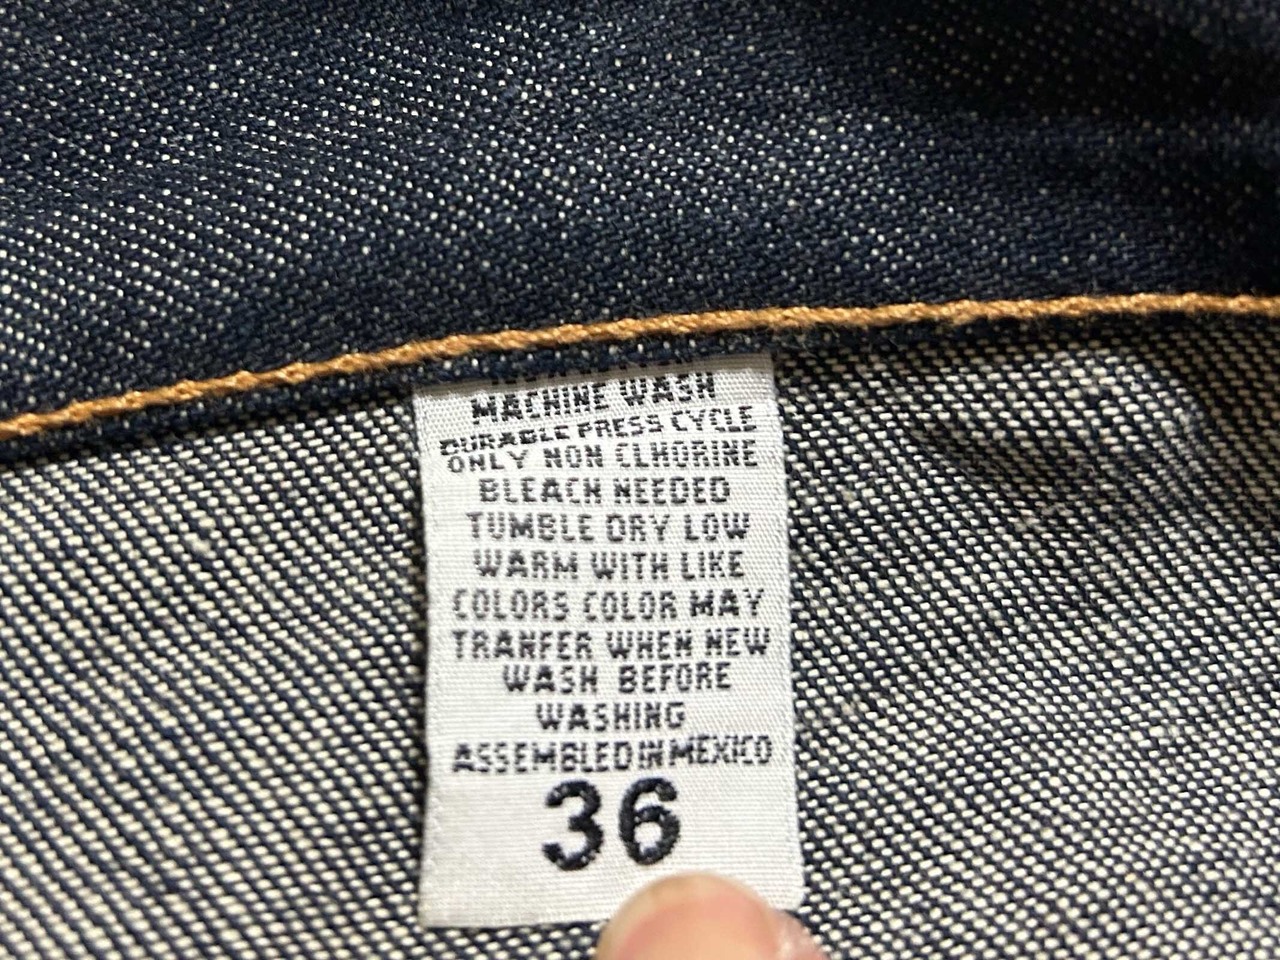 MACHINE WASH
DURABLE PRESS CYCLE
ONLY NON CLHORINE
BLEACH NEEDED
TUMBLE DRY LOW
WARM WITH LIKE
COLORS COLOR MAY
TRANFER WHEN NEW
WASH BEFORE
WASHING
ASSEMBLED IN MEXICO
36